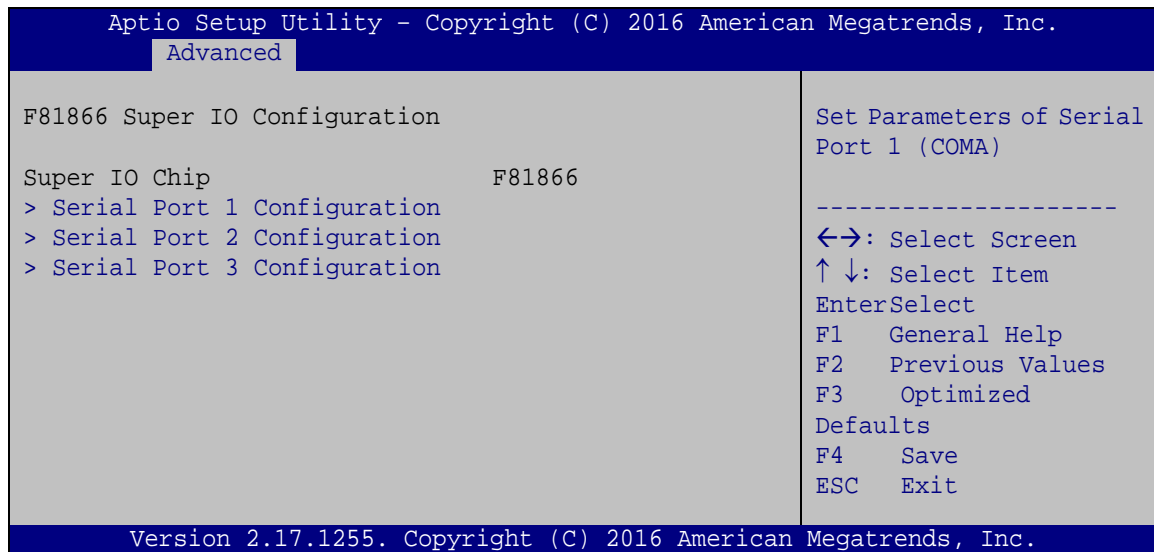 Aptio Setup Utility – Copyright (C) 2016 American Megatrends, Inc.
Advanced
F81866 Super IO Configuration
Super IO Chip F81866
> Serial Port 1 Configuration
> Serial Port 2 Configuration
> Serial Port 3 Configuration
Set Parameters of Serial
Port 1 (COMA)
---------------------
←→: Select Screen
↑ ↓: Select Item
EnterSelect
F1 General Help
F2 Previous Values
F3 Optimized
Defaults
F4 Save
ESC Exit
Version 2.17.1255. Copyright (C) 2016 American Megatrends, Inc.